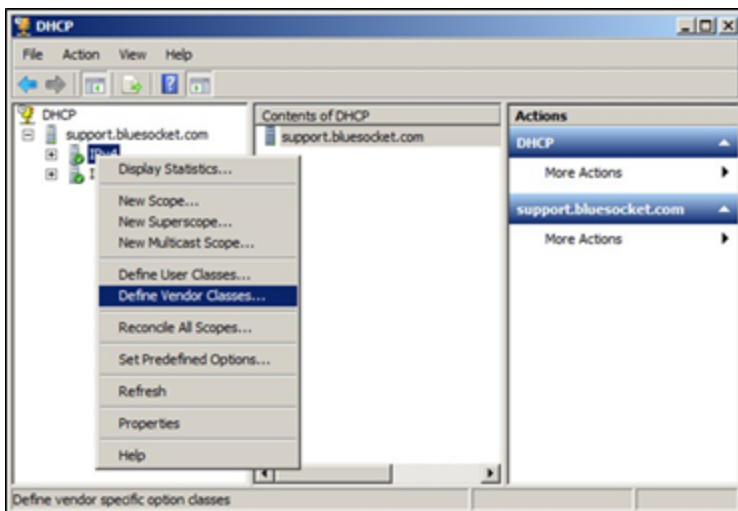 DHCP
File Action View Help
DHCP
support.bluesocket.com
IPv4
I
Display Statistics...
New Scope...
New Superscope...
New Multicast Scope...
Define User Classes...
Define Vendor Classes...
Reconcile All Scopes...
Set Predefined Options...
Refresh
Properties
Help
Contents of DHCP
support.bluesocket.com
Actions
DHCP
More Actions
support.bluesocket.com
More Actions
Define vendor specific option classes